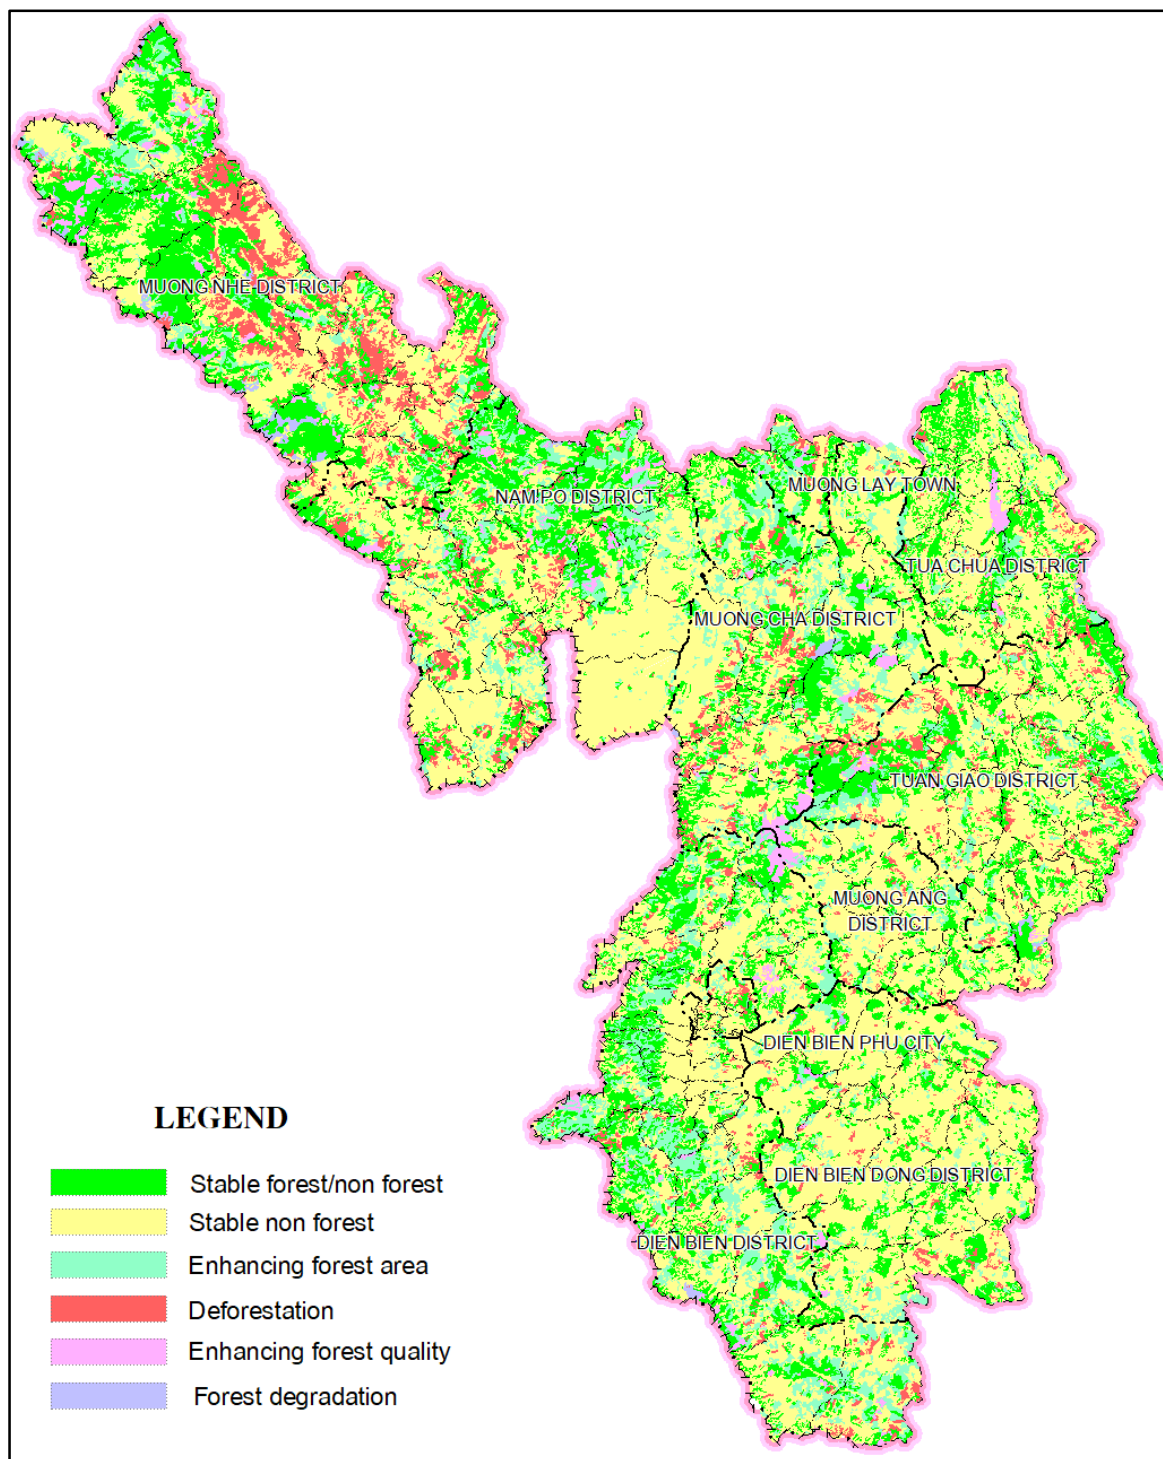 MUONG NHE DISTRICT
MUONG LAY TOWN
NAM PO DISTRICT
TUA CHUA DISTRICT
MUONG CHA DISTRICT
TUAN GIAO DISTRICT
MUONG ANG
DISTRICT
DIEN BIEN PHU CITY
DIEN BIEN DONG DISTRICT
DIEN BIEN DISTRICT
LEGEND
Stable forest/non forest
Stable non forest
Enhancing forest area
Deforestation
Enhancing forest quality
Forest degradation